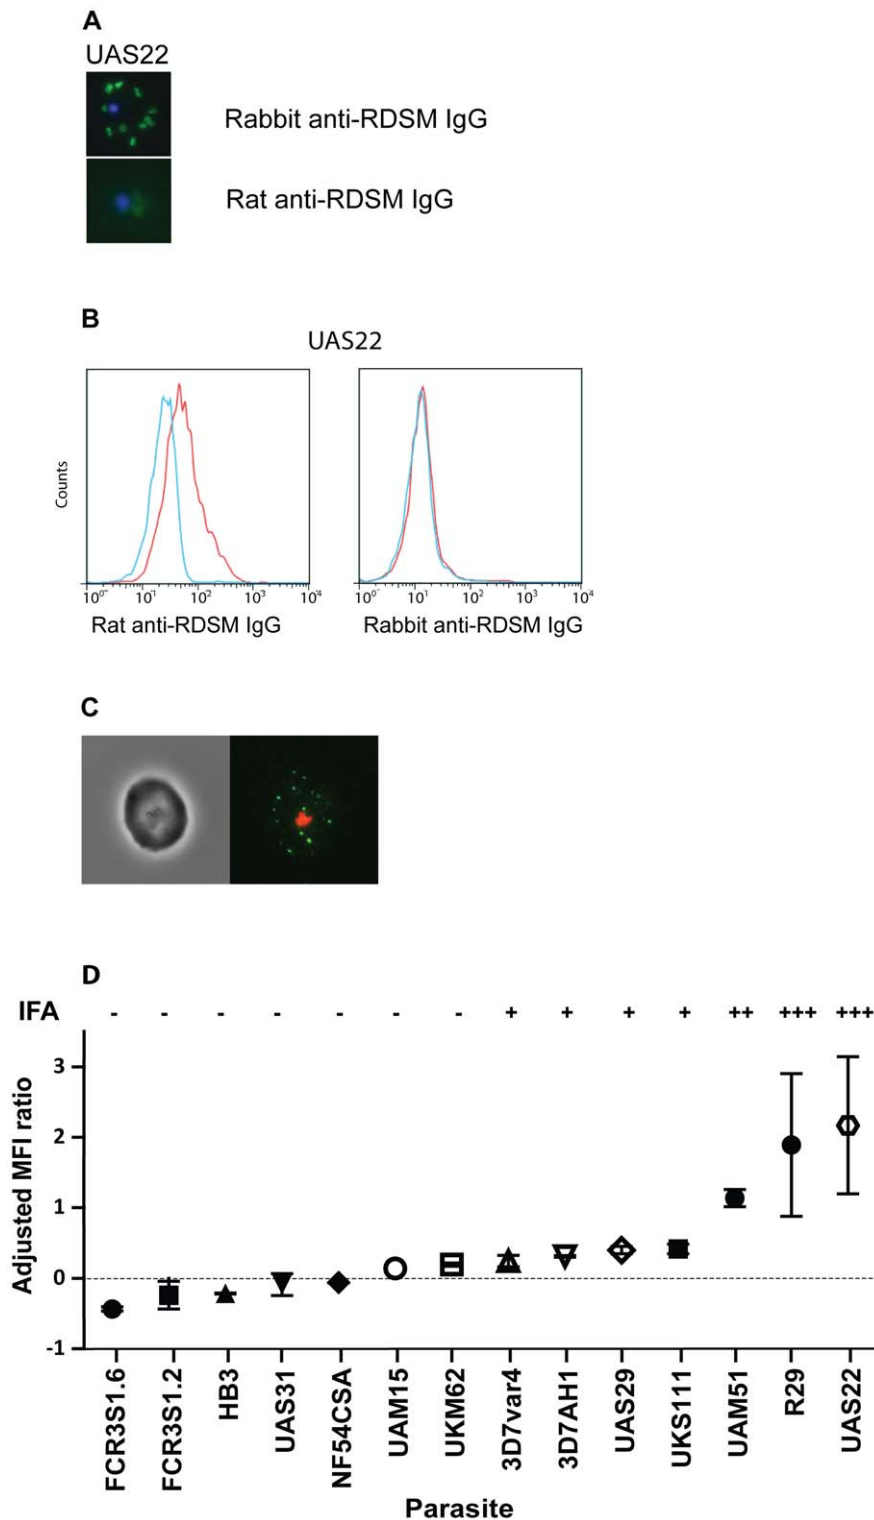 A
UAS22
Rabbit anti-RDSM IgG
Rat anti-RDSM IgG
B
UAS22
Counts
10⁰ 10¹ 10² 10³ 10⁴
10⁰ 10¹ 10² 10³ 10⁴
Rat anti-RDSM IgG
Rabbit anti-RDSM IgG
C
D
IFA - - - - - - - + + + + ++ +++ +++
Adjusted MFI ratio
3
2
1
0
-1
FCR3S1.6
FCR3S1.2
HB3
UAS31
NF54CSA
UAM15
UKM62
3D7var4
3D7AH1
UAS29
UKS111
UAM51
R29
UAS22
Parasite